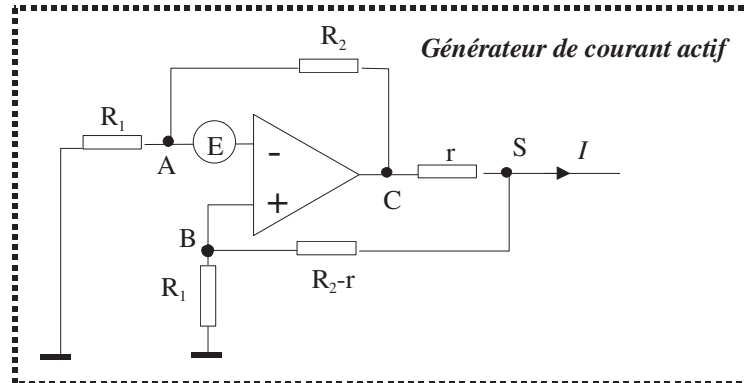 R₂
Générateur de courant actif
R₁
A
E
-
+
C
r
S
I
B
R₂-r
R₁